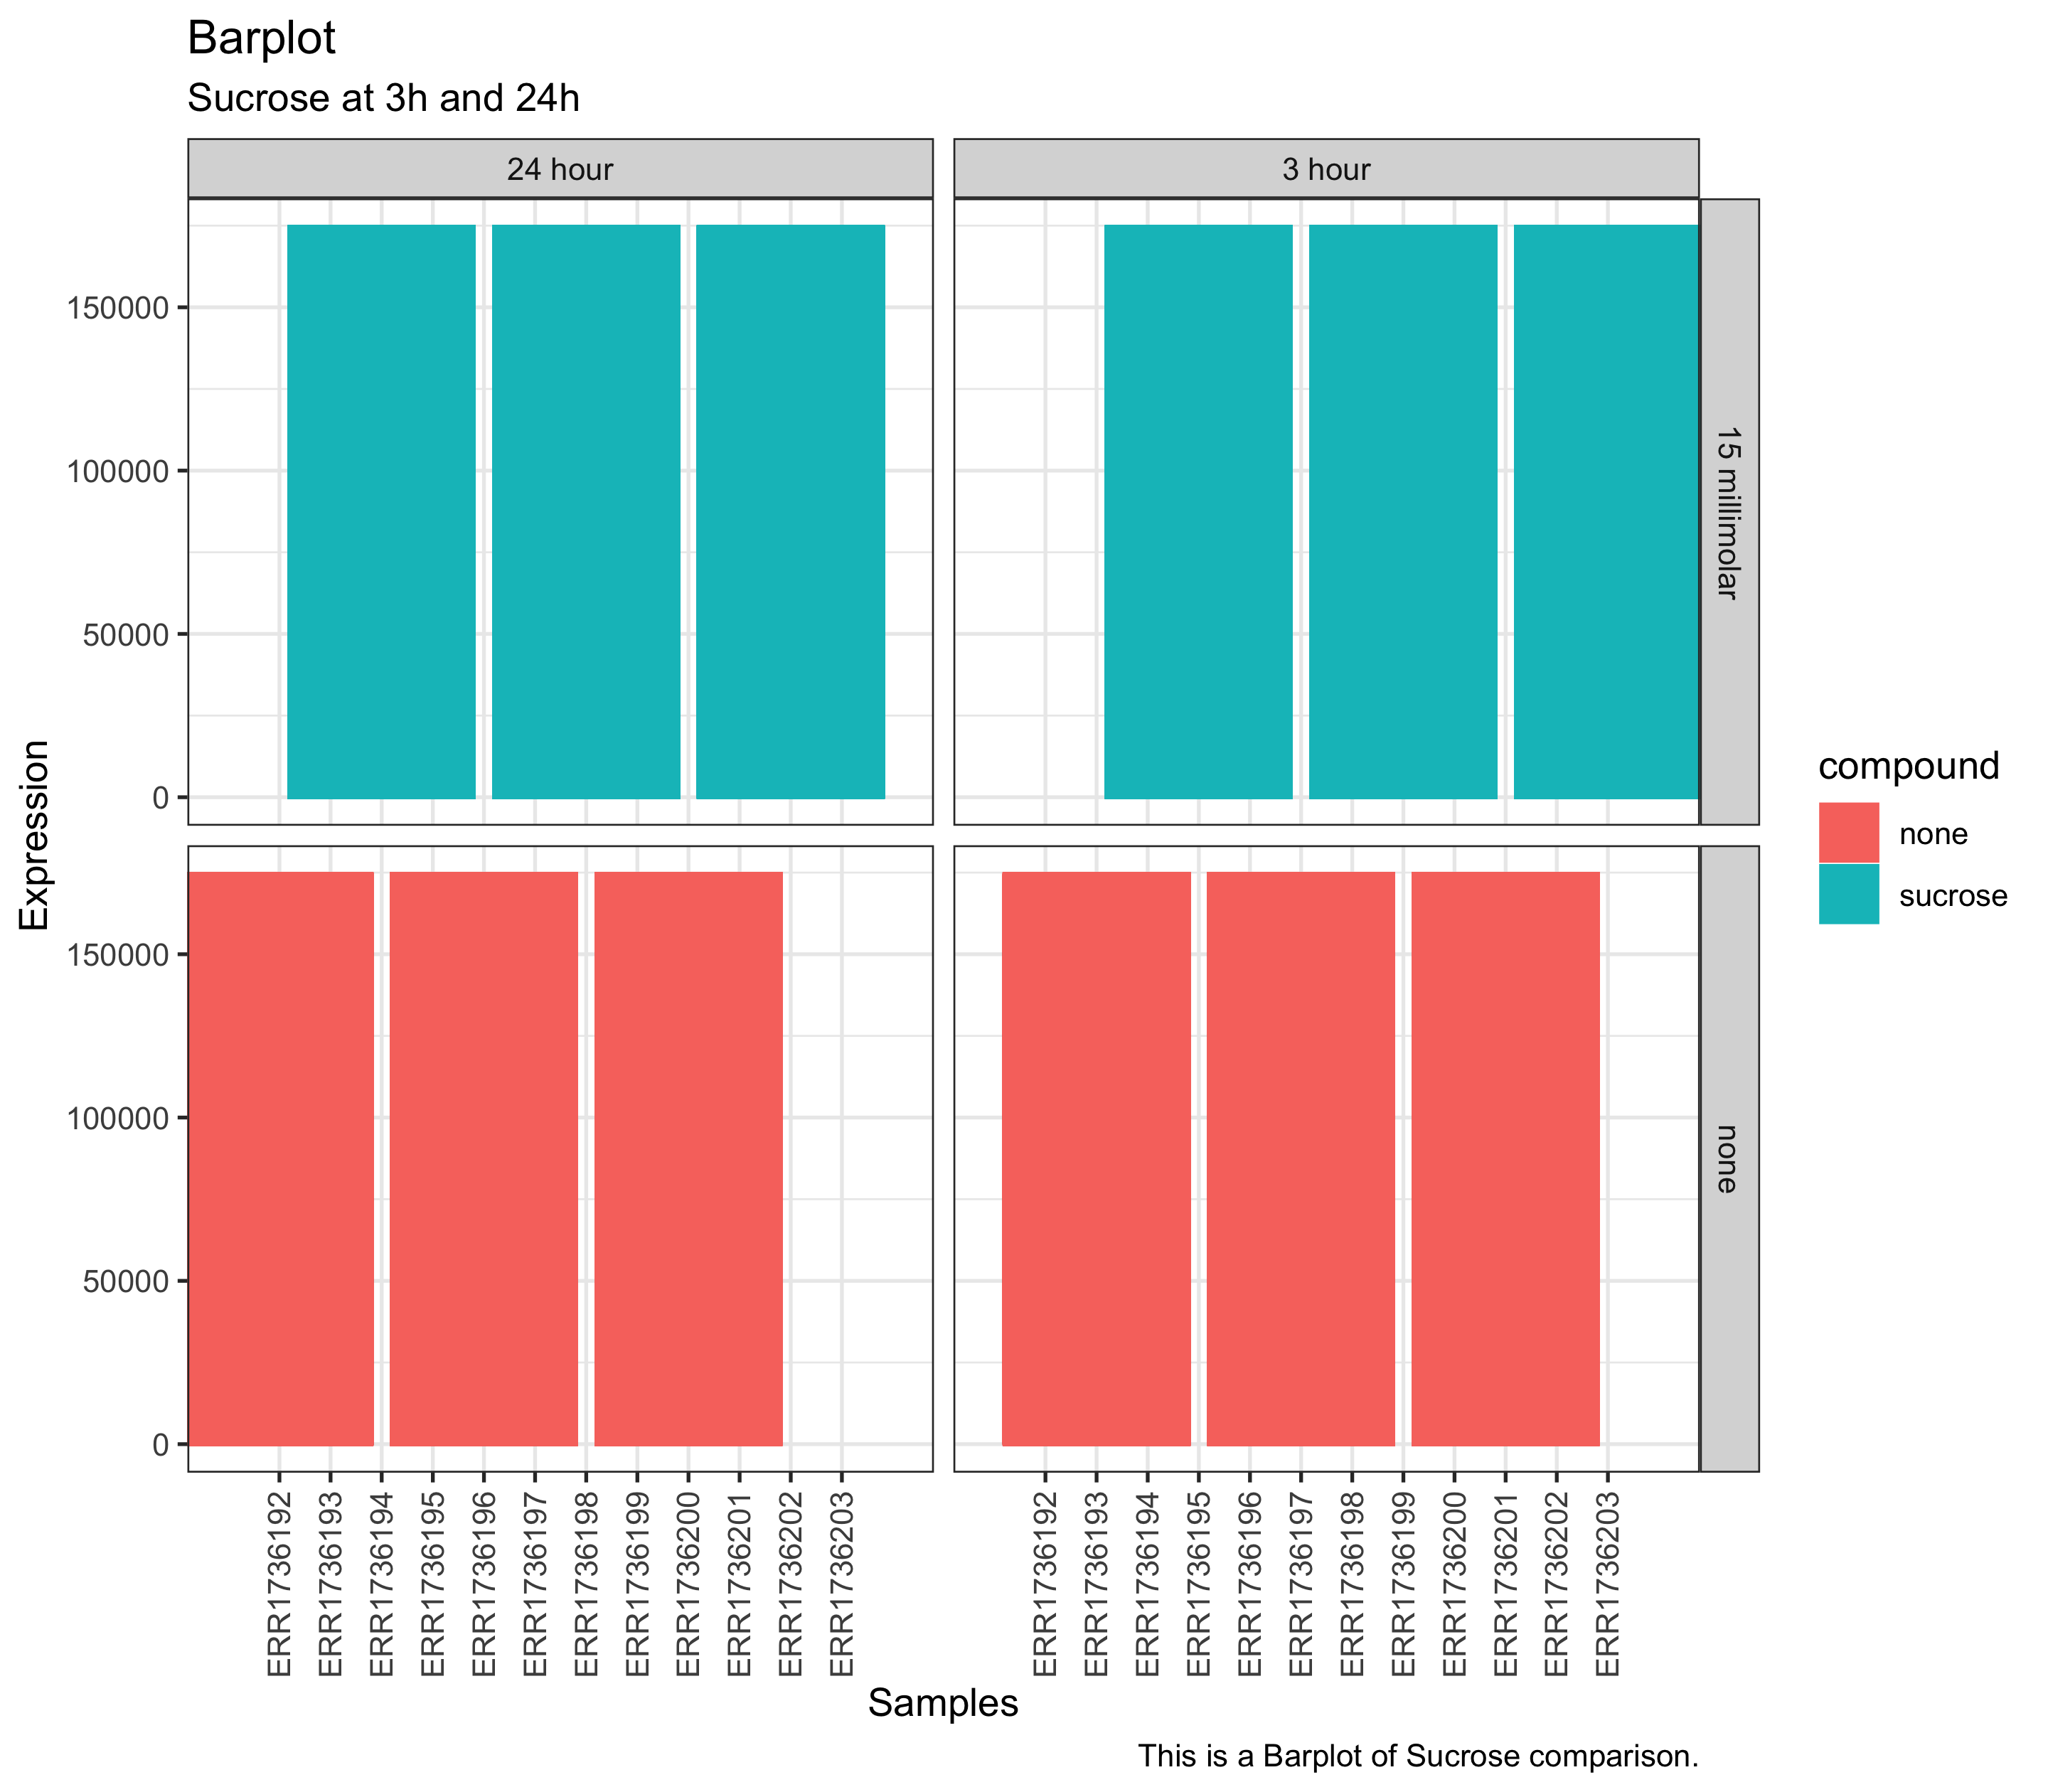 Barplot
Sucrose at 3h and 24h
24 hour
3 hour
150000
100000
50000
0
15 millimolar
Expression
150000
100000
50000
0
none
compound
none
sucrose
ERR1736192
ERR1736193
ERR1736194
ERR1736195
ERR1736196
ERR1736197
ERR1736198
ERR1736199
ERR1736200
ERR1736201
ERR1736202
ERR1736203
ERR1736192
ERR1736193
ERR1736194
ERR1736195
ERR1736196
ERR1736197
ERR1736198
ERR1736199
ERR1736200
ERR1736201
ERR1736202
ERR1736203
Samples
This is a Barplot of Sucrose comparison.